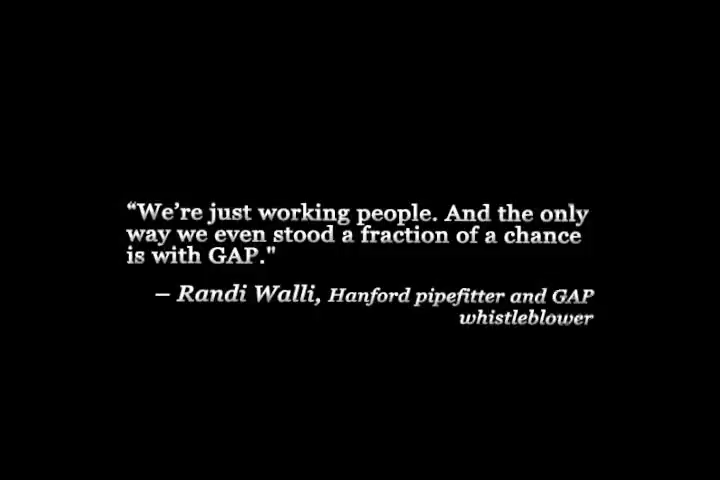 “We’re just working people. And the only
way we even stood a fraction of a chance
is with GAP."
– Randi Walli, Hanford pipefitter and GAP
whistleblower